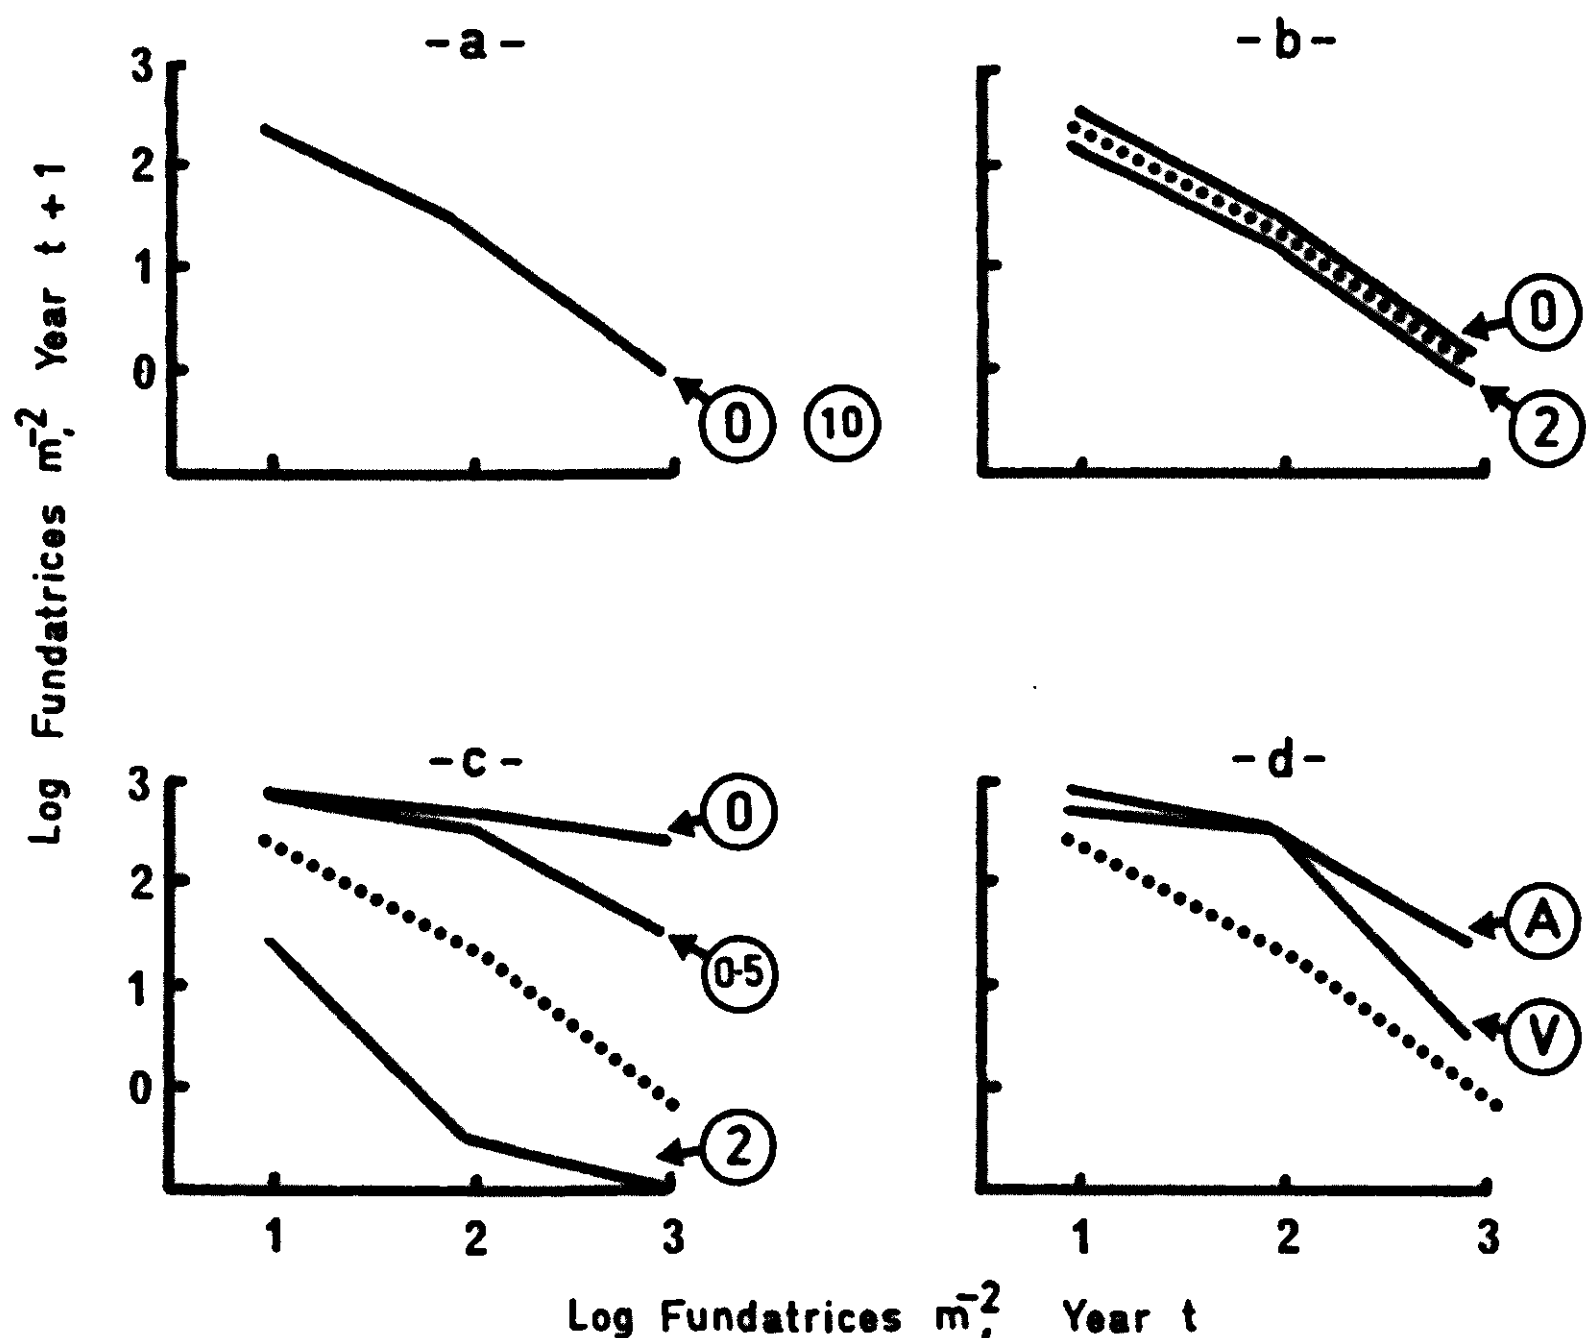 -a-
3
2
1
0
0 10
-b-
0
2
Log Fundatrices m⁻², Year t + 1
-c-
3
2
1
0
0
0·5
2
1 2 3
-d-
A
V
1 2 3
Log Fundatrices m⁻², Year t